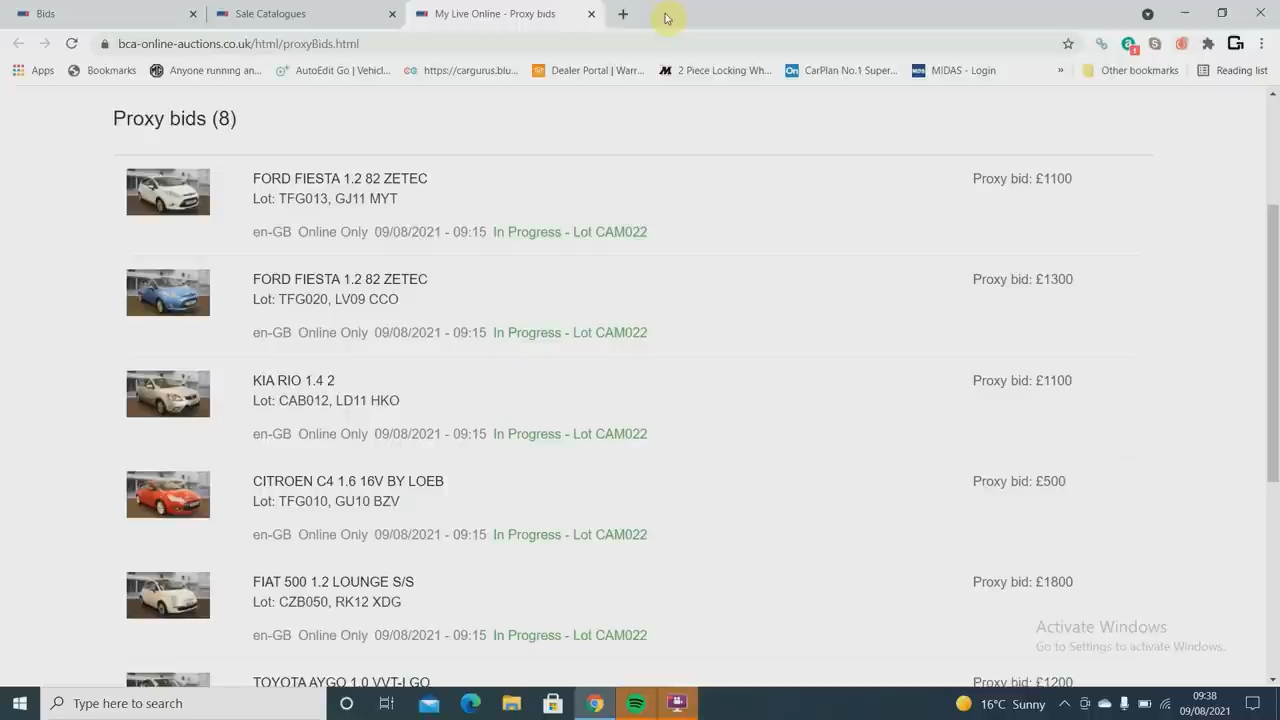 Bids
Sale Catalogues
My Live Online - Proxy bids
bca-online-auctions.co.uk/html/proxyBids.html
Apps
Bookmarks
Anyone running an...
AutoEdit Go | Vehicl...
https://cargurus.blu...
Dealer Portal | Warr...
2 Piece Locking Wh...
CarPlan No.1 Super...
MIDAS - Login
»
Other bookmarks
Reading list
Proxy bids (8)
FORD FIESTA 1.2 82 ZETEC
Proxy bid: £1100
Lot: TFG013, GJ11 MYT
en-GB Online Only 09/08/2021 - 09:15 In Progress - Lot CAM022
FORD FIESTA 1.2 82 ZETEC
Proxy bid: £1300
Lot: TFG020, LV09 CCO
en-GB Online Only 09/08/2021 - 09:15 In Progress - Lot CAM022
KIA RIO 1.4 2
Proxy bid: £1100
Lot: CAB012, LD11 HKO
en-GB Online Only 09/08/2021 - 09:15 In Progress - Lot CAM022
CITROEN C4 1.6 16V BY LOEB
Proxy bid: £500
Lot: TFG010, GU10 BZV
en-GB Online Only 09/08/2021 - 09:15 In Progress - Lot CAM022
FIAT 500 1.2 LOUNGE S/S
Proxy bid: £1800
Lot: CZB050, RK12 XDG
en-GB Online Only 09/08/2021 - 09:15 In Progress - Lot CAM022
Activate Windows
Go to Settings to activate Windows.
TOYOTA AYGO 1.0 VVT-I GO
Proxy bid: £1200
Type here to search
16°C Sunny
09:38
09/08/2021